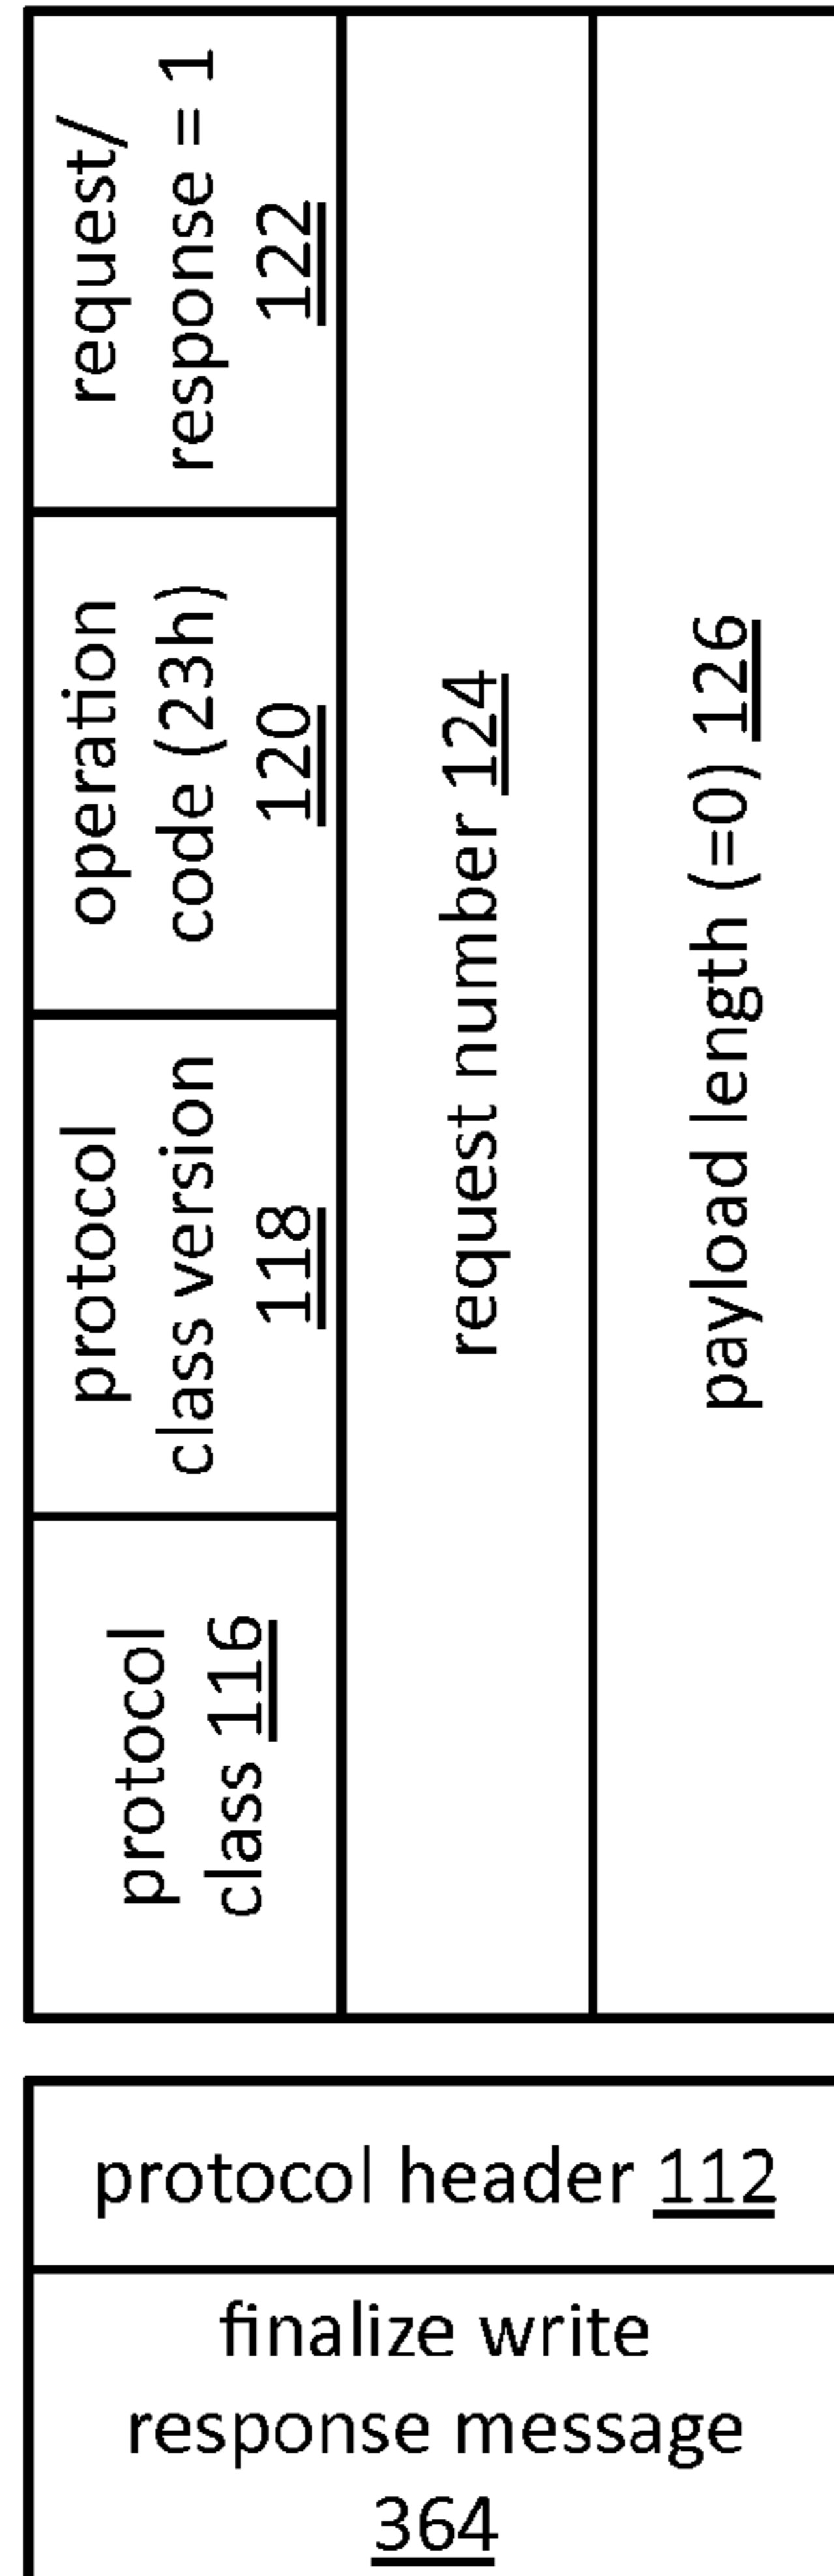 protocol
class 116
protocol
class version
118
operation
code (23h)
120
request/
response = 1
122
request number 124
payload length (=0) 126
protocol header 112
finalize write
response message
364